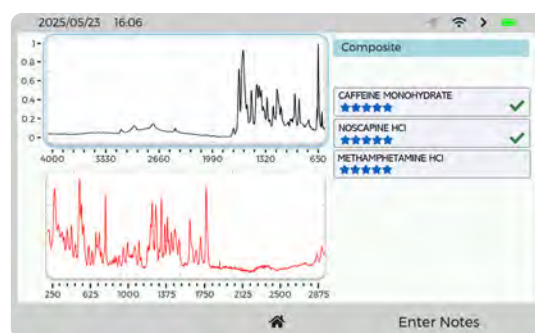 2025/05/23 16:06
Composite
1
0.8
0.6
0.4
0.2
0
4000 3330 2660 1990 1320 650
CAFFEINE MONOHYDRATE
NOSCAPINE HCl
METHAMPHETAMINE HCl
250 625 1000 1375 1750 2125 2500 2875
Enter Notes